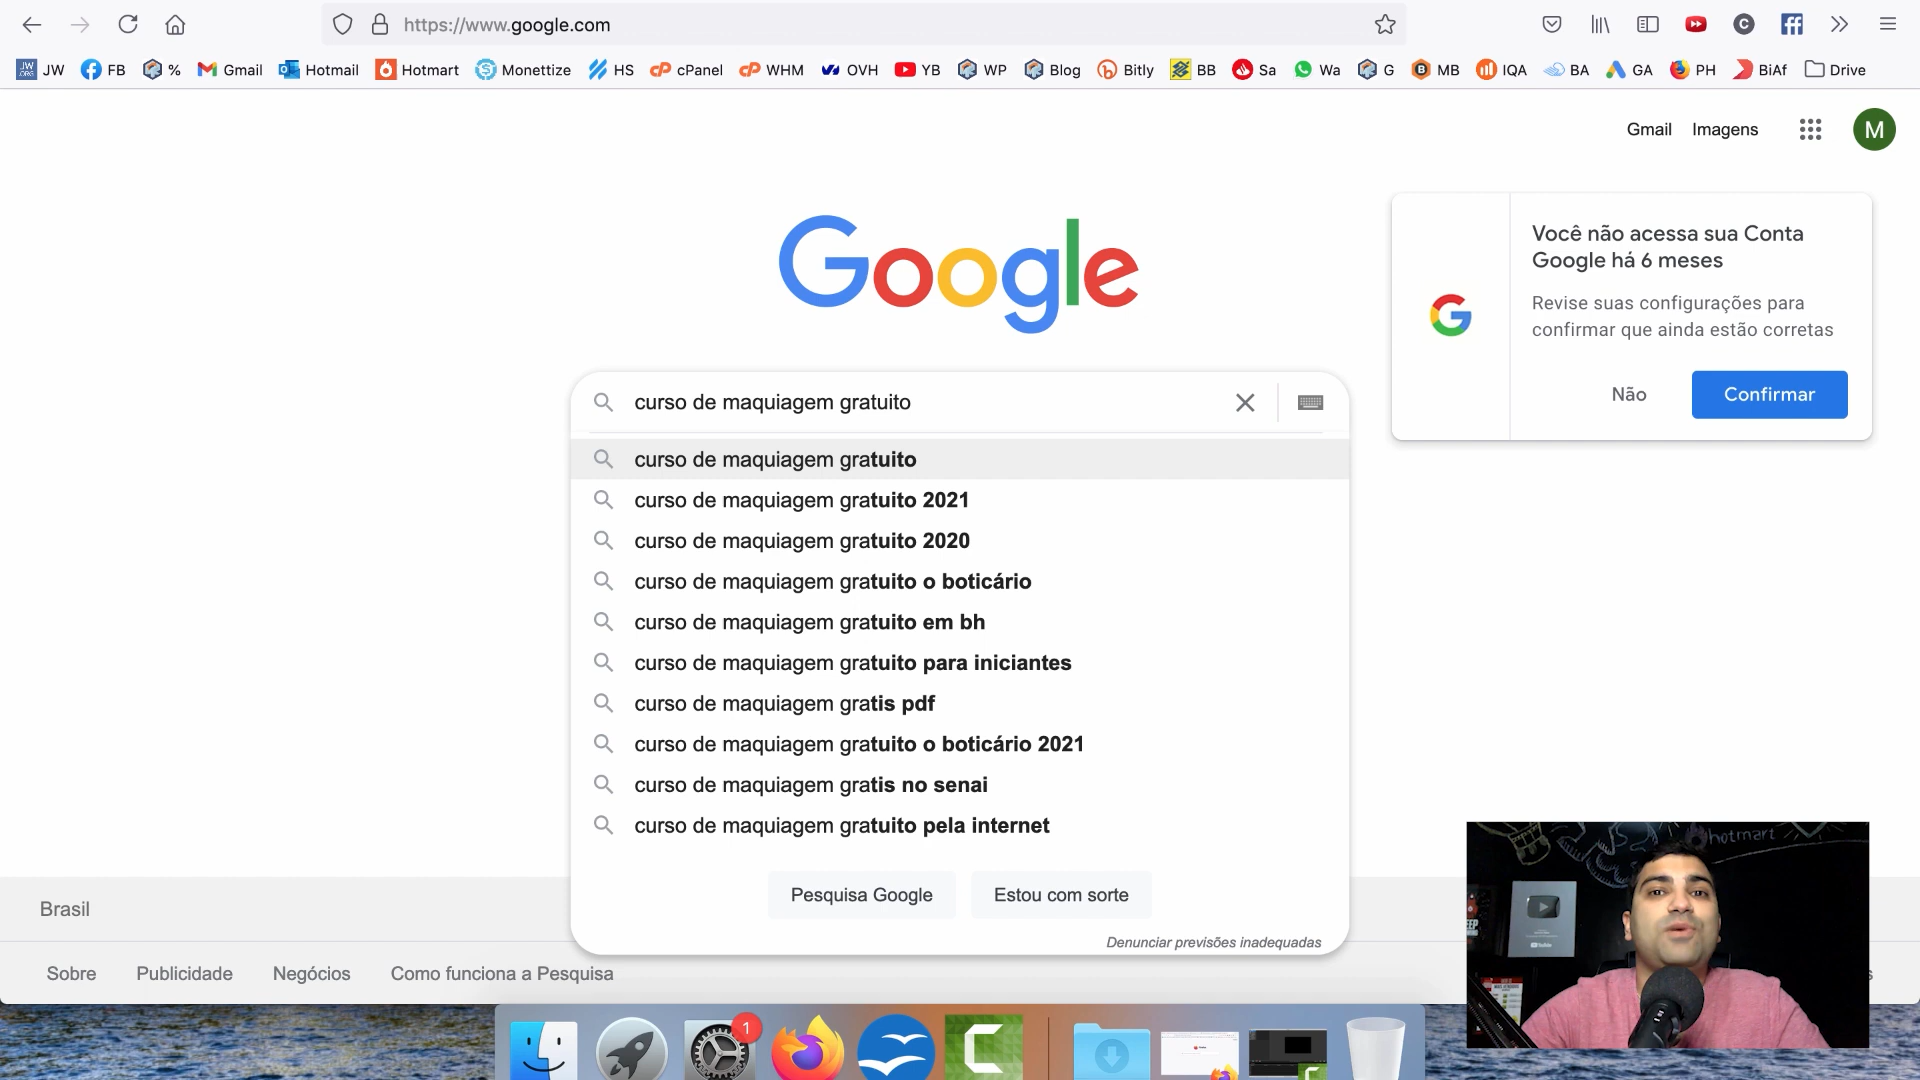 https://www.google.com
JW FB % Gmail Hotmail Hotmart Monettize HS cPanel WHM OVH YB WP Blog Bitly BB Sa Wa G MB IQA BA GA PH BiAf Drive
Gmail Imagens M
Google
Você não acessa sua Conta
Google há 6 meses
Revise suas configurações para
confirmar que ainda estão corretas
Não Confirmar
curso de maquiagem gratuito
curso de maquiagem gratuito
curso de maquiagem gratuito 2021
curso de maquiagem gratuito 2020
curso de maquiagem gratuito o boticário
curso de maquiagem gratuito em bh
curso de maquiagem gratuito para iniciantes
curso de maquiagem gratis pdf
curso de maquiagem gratuito o boticário 2021
curso de maquiagem gratis no senai
curso de maquiagem gratuito pela internet
Pesquisa Google Estou com sorte
Denunciar previsões inadequadas
Brasil
Sobre Publicidade Negócios Como funciona a Pesquisa
hotmart
YouTube
1